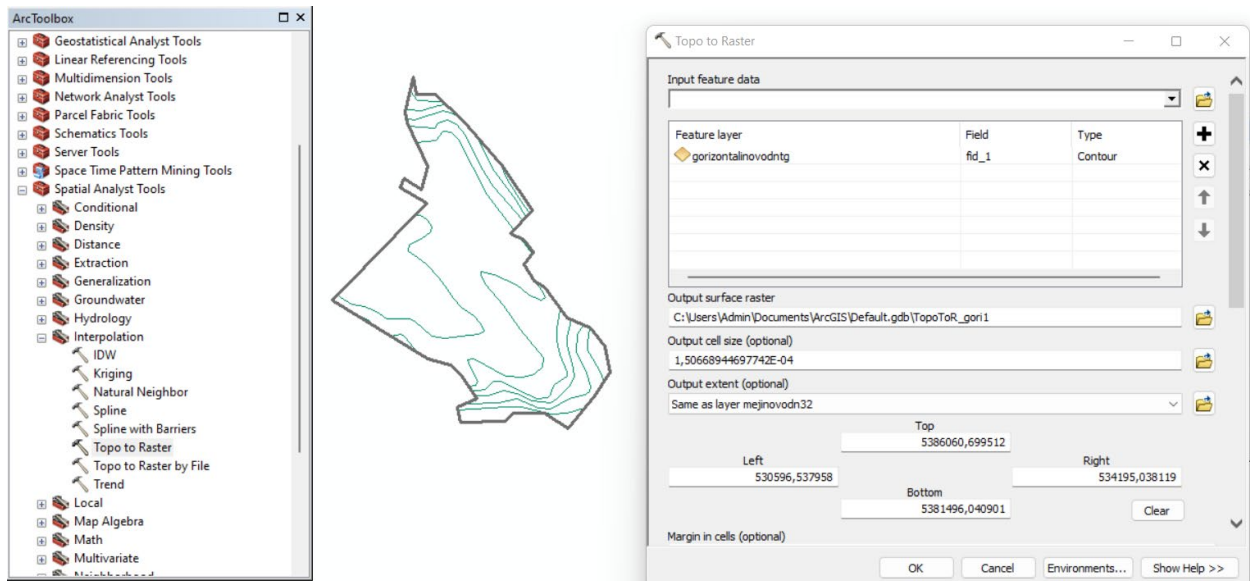 ArcToolbox
Geostatistical Analyst Tools
Linear Referencing Tools
Multidimension Tools
Network Analyst Tools
Parcel Fabric Tools
Schematics Tools
Server Tools
Space Time Pattern Mining Tools
Spatial Analyst Tools
Conditional
Density
Distance
Extraction
Generalization
Groundwater
Hydrology
Interpolation
IDW
Kriging
Natural Neighbor
Spline
Spline with Barriers
Topo to Raster
Topo to Raster by File
Trend
Local
Map Algebra
Math
Multivariate
Topo to Raster
Input feature data
Feature layer Field Type
gorizontalinovodntg fid_1 Contour
Output surface raster
C:\Users\Admin\Documents\ArcGIS\Default.gdb\TopoToR_gori1
Output cell size (optional)
1,50668944697742E-04
Output extent (optional)
Same as layer mejinovodn32
Top
5386060,699512
Left Right
530596,537958 534195,038119
Bottom
5381496,040901 Clear
Margin in cells (optional)
OK Cancel Environments... Show Help >>